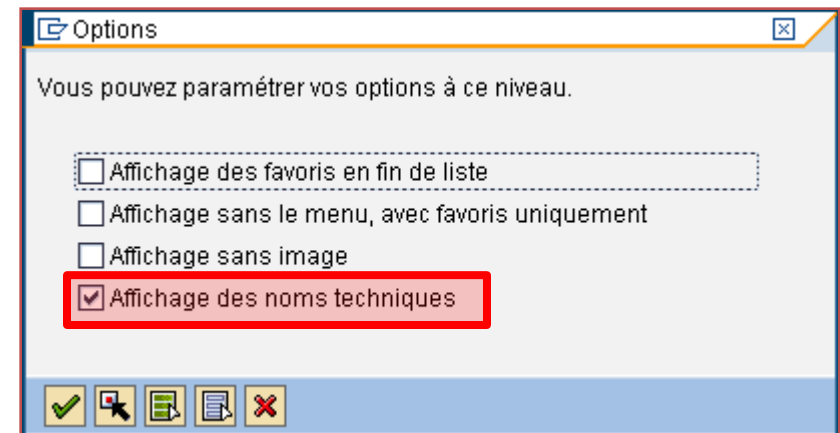 Options
Vous pouvez paramétrer vos options à ce niveau.
Affichage des favoris en fin de liste
Affichage sans le menu, avec favoris uniquement
Affichage sans image
Affichage des noms techniques